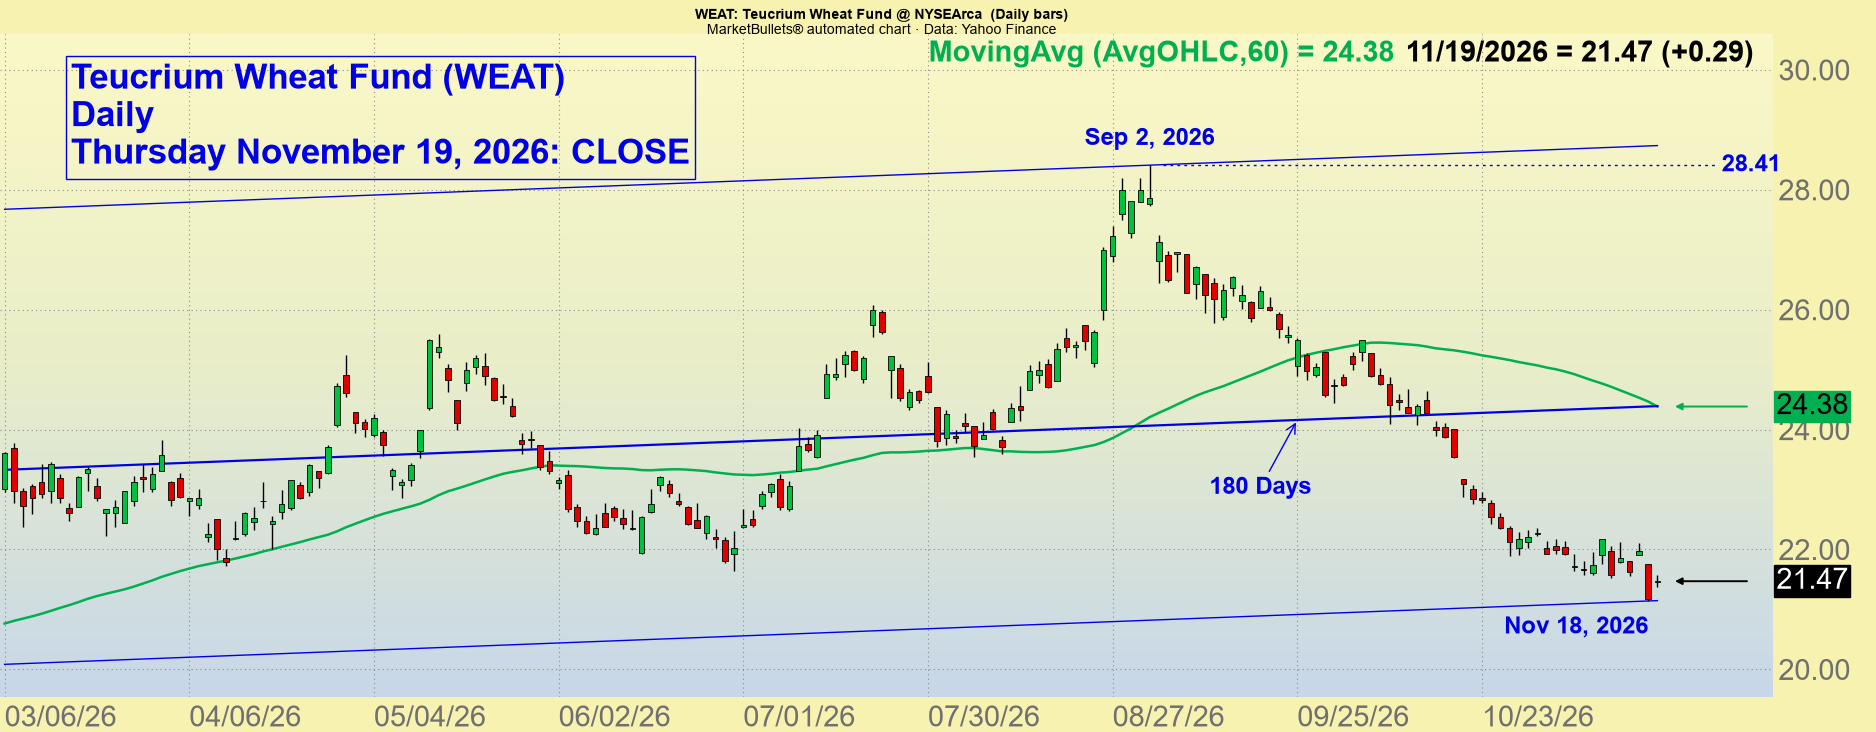 WEAT: Teucrium Wheat Fund @ NYSEArca  (Daily bars)
MarketBullets® automated chart · Data: Yahoo Finance
MovingAvg (AvgOHLC,60) = 24.38 11/19/2026 = 21.47 (+0.29)
Teucrium Wheat Fund (WEAT)
Daily
Thursday November 19, 2026: CLOSE
30.00
Sep 2, 2026
28.41
28.00
26.00
24.38
24.00
180 Days
22.00
21.47
Nov 18, 2026
20.00
03/06/26 04/06/26 05/04/26 06/02/26 07/01/26 07/30/26 08/27/26 09/25/26 10/23/26